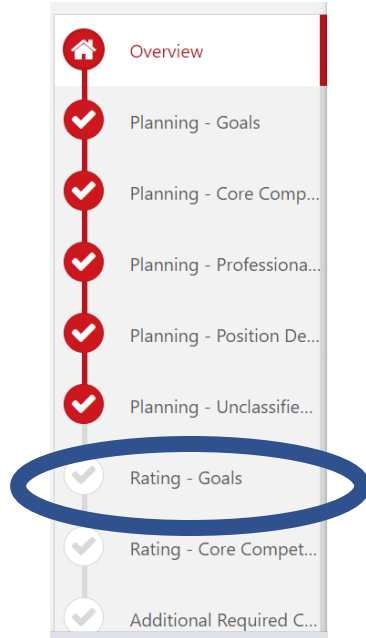 Overview
Planning - Goals
Planning - Core Comp...
Planning - Professiona...
Planning - Position De...
Planning - Unclassifie...
Rating - Goals
Rating - Core Compet...
Additional Required C...